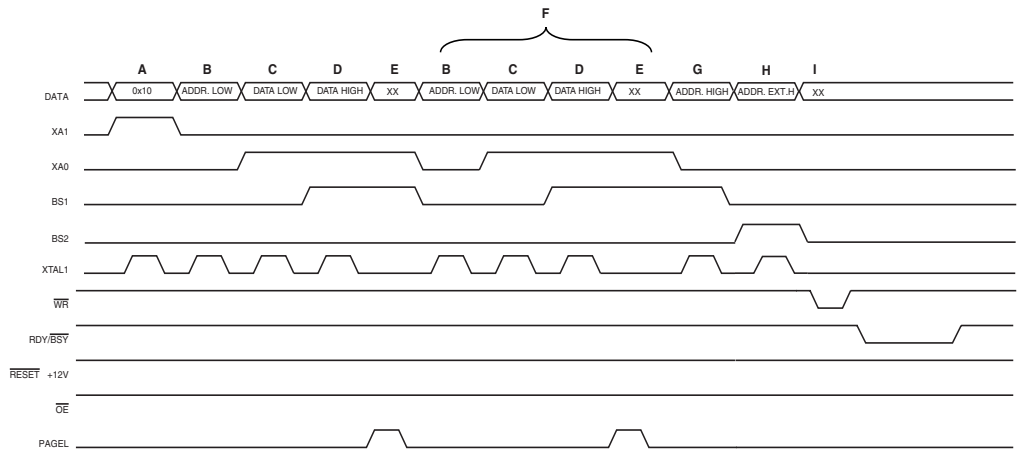 F
A B C D E B C D E G H I
DATA 0x10 ADDR. LOW DATA LOW DATA HIGH XX ADDR. LOW DATA LOW DATA HIGH XX ADDR. HIGH ADDR. EXT.H XX
XA1
XA0
BS1
BS2
XTAL1
WR
RDY/BSY
RESET +12V
OE
PAGEL